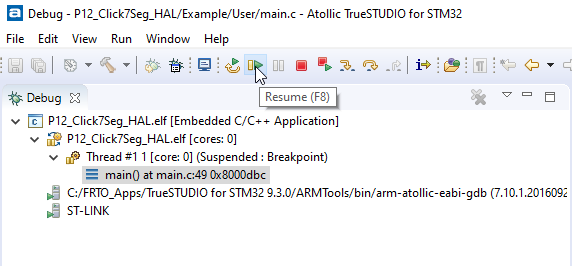 Debug - P12_Click7Seg_HAL/Example/User/main.c - Atollic TrueSTUDIO for STM32
File Edit View Run Window Help
Resume (F8)
Debug
P12_Click7Seg_HAL.elf [Embedded C/C++ Application]
P12_Click7Seg_HAL.elf [cores: 0]
Thread #1 1 [core: 0] (Suspended : Breakpoint)
main() at main.c:49 0x8000dbc
C:/FRTO_Apps/TrueSTUDIO for STM32 9.3.0/ARMTools/bin/arm-atollic-eabi-gdb (7.10.1.2016092
ST-LINK